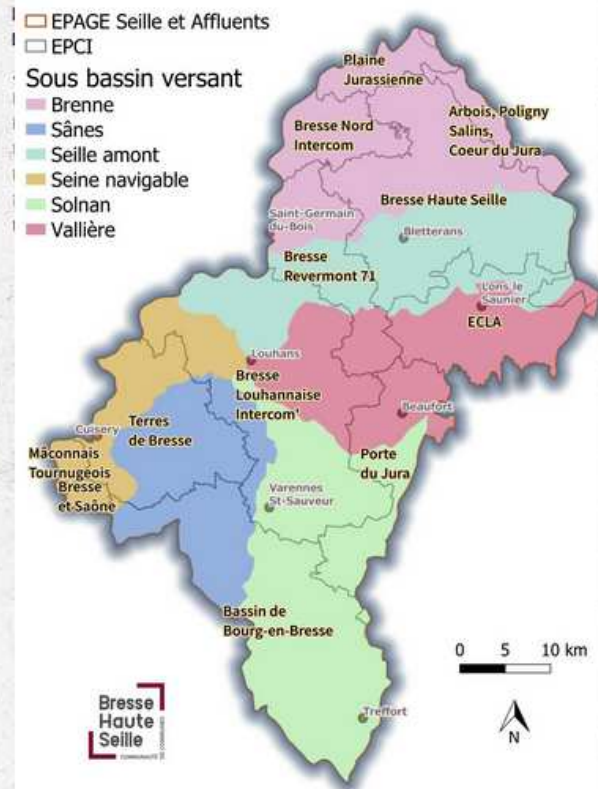 EPAGE Seille et Affluents
EPCI
Sous bassin versant
Brenne
Sânes
Seille amont
Seine navigable
Solnan
Vallière
Plaine
Jurassienne
Arbois, Poligny
Salins,
Coeur du Jura
Bresse Nord
Intercom
Bresse Haute Seille
Saint-Germain
du-Bois
Bletterans
Bresse
Revermont 71
Lons le
Saunier
ECLA
Louhans
Bresse
Louhannaise
Intercom'
Beaufort
Terres
de Bresse
Cuisery
Mâconnais
Tournugeois
Bresse
et Saône
Porte
du Jura
Varennes
St-Sauveur
Bassin de
Bourg-en-Bresse
Treffort
0 5 10 km
N
Bresse
Haute
Seille
COMMUNAUTÉ
DE COMMUNES